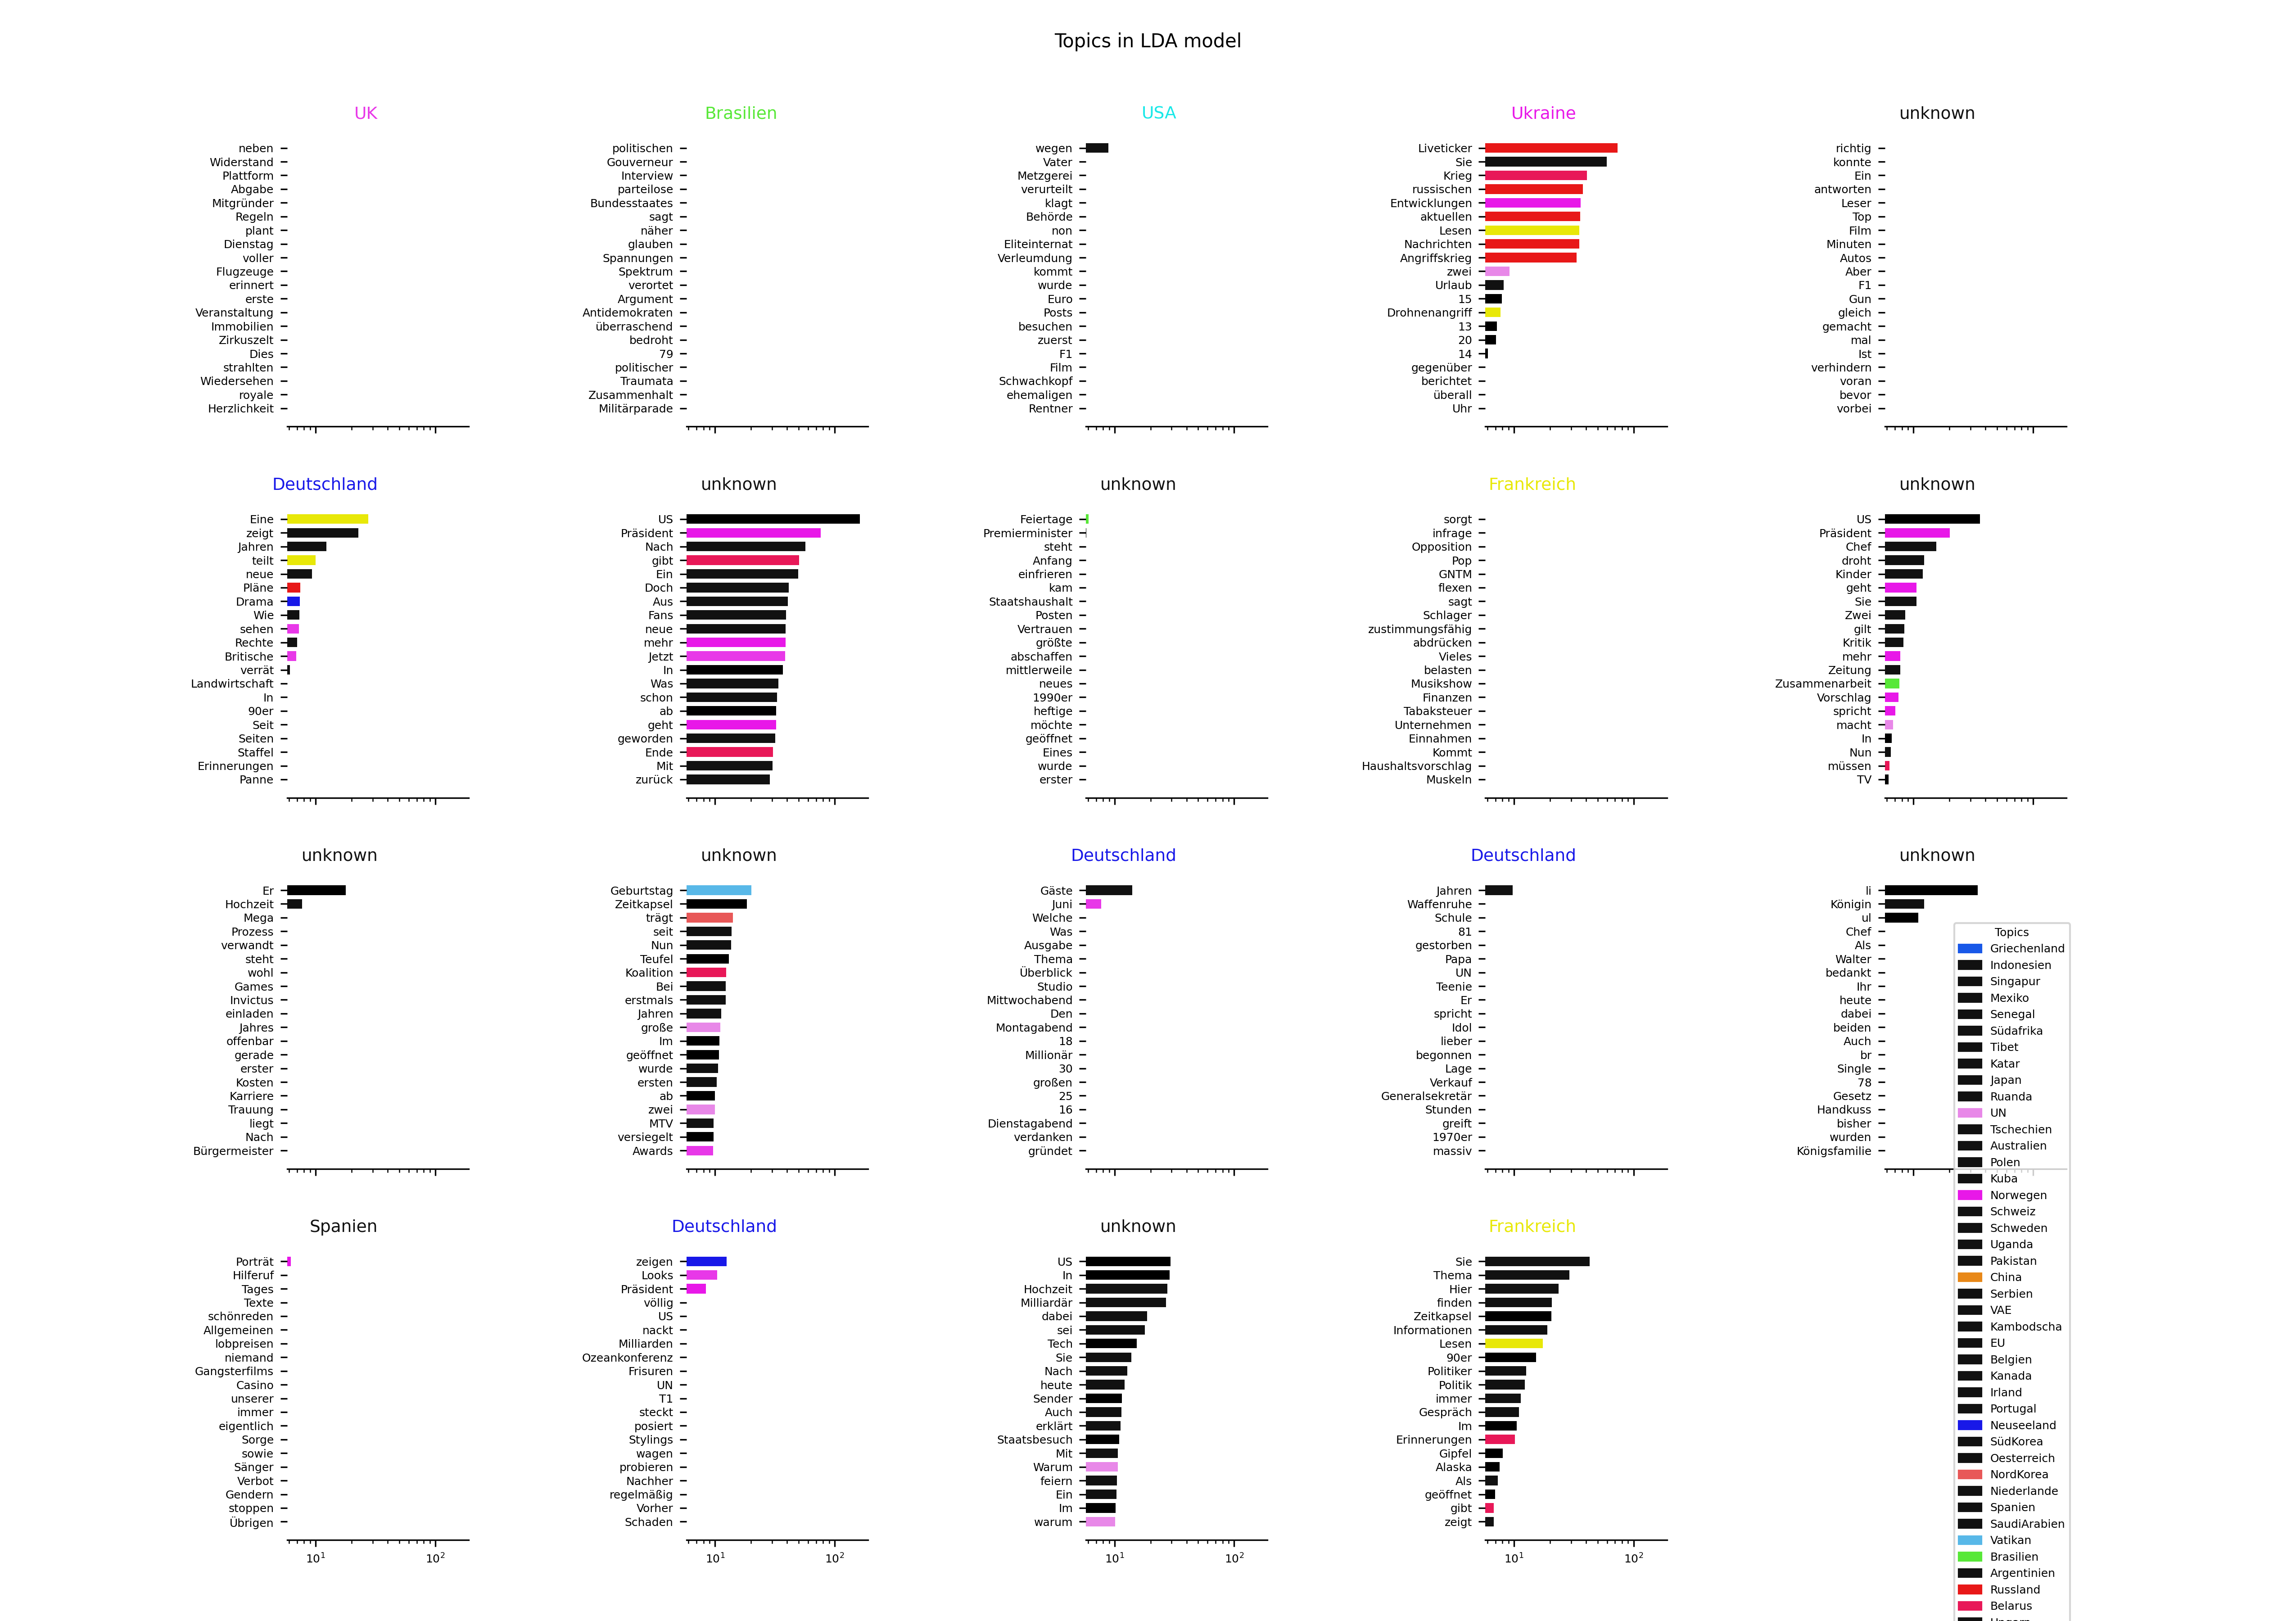 Topics in LDA model
UK
neben
Widerstand
Plattform
Abgabe
Mitgründer
Regeln
plant
Dienstag
voller
Flugzeuge
erinnert
erste
Veranstaltung
Immobilien
Zirkuszelt
Dies
strahlten
Wiedersehen
royale
Herzlichkeit
Brasilien
politischen
Gouverneur
Interview
parteilose
Bundesstaates
sagt
näher
glauben
Spannungen
Spektrum
verortet
Argument
Antidemokraten
überraschend
bedroht
79
politischer
Traumata
Zusammenhalt
Militärparade
USA
wegen
Vater
Metzgerei
verurteilt
klagt
Behörde
non
Eliteinternat
Verleumdung
kommt
wurde
Euro
Posts
besuchen
zuerst
F1
Film
Schwachkopf
ehemaligen
Rentner
Ukraine
Liveticker
Sie
Krieg
russischen
Entwicklungen
aktuellen
Lesen
Nachrichten
Angriffskrieg
zwei
Urlaub
15
Drohnenangriff
13
20
14
gegenüber
berichtet
überall
Uhr
unknown
richtig
konnte
Ein
antworten
Leser
Top
Film
Minuten
Autos
Aber
F1
Gun
gleich
gemacht
mal
Ist
verhindern
voran
bevor
vorbei
Deutschland
Eine
zeigt
Jahren
teilt
neue
Pläne
Drama
Wie
sehen
Rechte
Britische
verrät
Landwirtschaft
In
90er
Seit
Seiten
Staffel
Erinnerungen
Panne
unknown
US
Präsident
Nach
gibt
Ein
Doch
Aus
Fans
neue
mehr
Jetzt
In
Was
schon
ab
geht
geworden
Ende
Mit
zurück
unknown
Feiertage
Premierminister
steht
Anfang
einfrieren
kam
Staatshaushalt
Posten
Vertrauen
größte
abschaffen
mittlerweile
neues
1990er
heftige
möchte
geöffnet
Eines
wurde
erster
Frankreich
sorgt
infrage
Opposition
Pop
GNTM
flexen
sagt
Schlager
zustimmungsfähig
abdrücken
Vieles
belasten
Musikshow
Finanzen
Tabaksteuer
Unternehmen
Einnahmen
Kommt
Haushaltsvorschlag
Muskeln
unknown
US
Präsident
Chef
droht
Kinder
geht
Sie
Zwei
gilt
Kritik
mehr
Zeitung
Zusammenarbeit
Vorschlag
spricht
macht
In
Nun
müssen
TV
unknown
Er
Hochzeit
Mega
Prozess
verwandt
steht
wohl
Games
Invictus
einladen
Jahres
offenbar
gerade
erster
Kosten
Karriere
Trauung
liegt
Nach
Bürgermeister
unknown
Geburtstag
Zeitkapsel
trägt
seit
Nun
Teufel
Koalition
Bei
erstmals
Jahren
große
Im
geöffnet
wurde
ersten
ab
zwei
MTV
versiegelt
Awards
Deutschland
Gäste
Juni
Welche
Was
Ausgabe
Thema
Überblick
Studio
Mittwochabend
Den
Montagabend
18
Millionär
30
großen
25
16
Dienstagabend
verdanken
gründet
Deutschland
Jahren
Waffenruhe
Schule
81
gestorben
Papa
UN
Teenie
Er
spricht
Idol
lieber
begonnen
Lage
Verkauf
Generalsekretär
Stunden
greift
1970er
massiv
unknown
li
Königin
ul
Chef
Als
Walter
bedankt
Ihr
heute
dabei
beiden
Auch
br
Single
78
Gesetz
Handkuss
bisher
wurden
Königsfamilie
Spanien
Porträt
Hilferuf
Tages
Texte
schönreden
Allgemeinen
lobpreisen
niemand
Gangsterfilms
Casino
unserer
immer
eigentlich
Sorge
sowie
Sänger
Verbot
Gendern
stoppen
Übrigen
10¹ 10²
Deutschland
zeigen
Looks
Präsident
völlig
US
nackt
Milliarden
Ozeankonferenz
Frisuren
UN
T1
steckt
posiert
Stylings
wagen
probieren
Nachher
regelmäßig
Vorher
Schaden
10¹ 10²
unknown
US
In
Hochzeit
Milliardär
dabei
sei
Tech
Sie
Nach
heute
Sender
Auch
erklärt
Staatsbesuch
Mit
Warum
feiern
Ein
Im
warum
10¹ 10²
Frankreich
Sie
Thema
Hier
finden
Zeitkapsel
Informationen
Lesen
90er
Politiker
Politik
immer
Gespräch
Im
Erinnerungen
Gipfel
Alaska
Als
geöffnet
gibt
zeigt
10¹ 10²
Topics
Griechenland
Indonesien
Singapur
Mexiko
Senegal
Südafrika
Tibet
Katar
Japan
Ruanda
UN
Tschechien
Australien
Polen
Kuba
Norwegen
Schweiz
Schweden
Uganda
Pakistan
China
Serbien
VAE
Kambodscha
EU
Belgien
Kanada
Irland
Portugal
Neuseeland
SüdKorea
Oesterreich
NordKorea
Niederlande
Spanien
SaudiArabien
Vatikan
Brasilien
Argentinien
Russland
Belarus